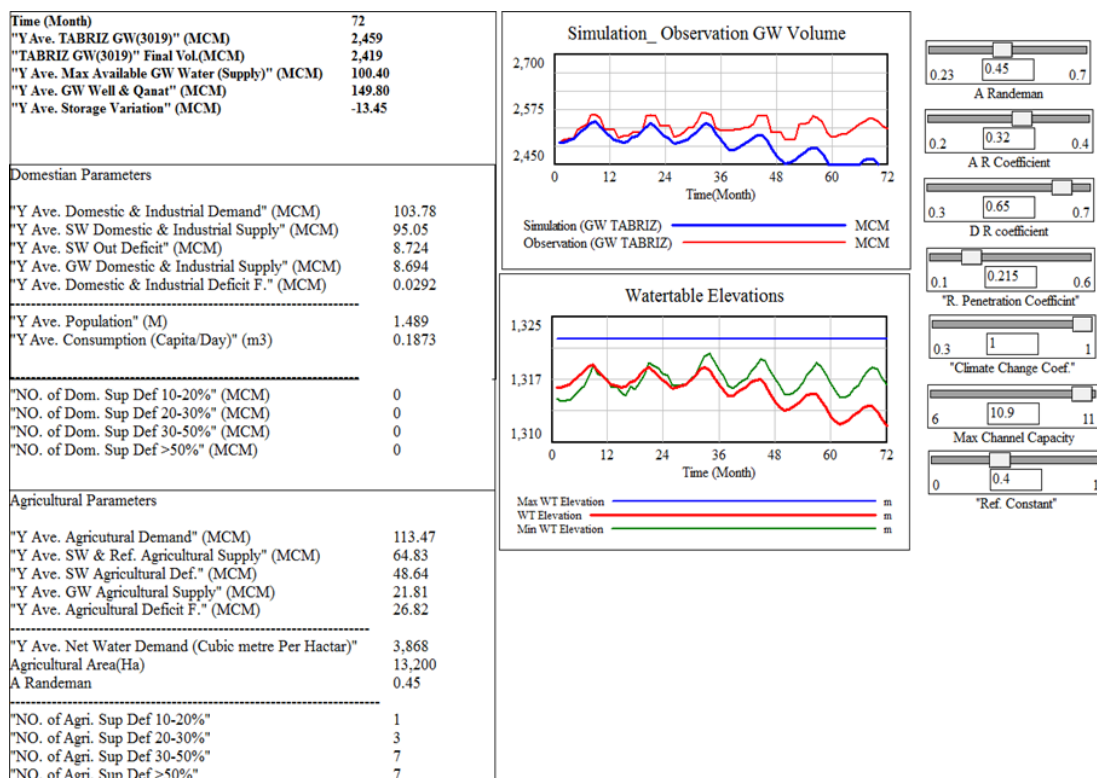 Time (Month) 72
"Y Ave. TABRIZ GW(3019)" (MCM) 2,459
"TABRIZ GW(3019)" Final Vol.(MCM) 2,419
"Y Ave. Max Available GW Water (Supply)" (MCM) 100.40
"Y Ave. GW Well & Qanat" (MCM) 149.80
"Y Ave. Storage Variation" (MCM) -13.45
Domestian Parameters
"Y Ave. Domestic & Industrial Demand" (MCM) 103.78
"Y Ave. SW Domestic & Industrial Supply" (MCM) 95.05
"Y Ave. SW Out Deficit" (MCM) 8.724
"Y Ave. GW Domestic & Industrial Supply" (MCM) 8.694
"Y Ave. Domestic & Industrial Deficit F." (MCM) 0.0292
"Y Ave. Population" (M) 1.489
"Y Ave. Consumption (Capita/Day)" (m3) 0.1873
"NO. of Dom. Sup Def 10-20%" (MCM) 0
"NO. of Dom. Sup Def 20-30%" (MCM) 0
"NO. of Dom. Sup Def 30-50%" (MCM) 0
"NO. of Dom. Sup Def >50%" (MCM) 0
Agricultural Parameters
"Y Ave. Agricutural Demand" (MCM) 113.47
"Y Ave. SW & Ref. Agricultural Supply" (MCM) 64.83
"Y Ave. SW Agricultural Def." (MCM) 48.64
"Y Ave. GW Agricultural Supply" (MCM) 21.81
"Y Ave. Agricultural Deficit F." (MCM) 26.82
"Y Ave. Net Water Demand (Cubic metre Per Hactar)" 3,868
Agricultural Area(Ha) 13,200
A Randeman 0.45
"NO. of Agri. Sup Def 10-20%" 1
"NO. of Agri. Sup Def 20-30%" 3
"NO. of Agri. Sup Def 30-50%" 7
"NO. of Agri. Sup Def >50%" 7
Simulation_ Observation GW Volume
2,700
2,575
2,450
0 12 24 36 48 60 72
Time(Month)
Simulation (GW TABRIZ) MCM
Observation (GW TABRIZ) MCM
Watertable Elevations
1,325
1,317
1,310
0 12 24 36 48 60 72
Time (Month)
Max WT Elevation m
WT Elevation m
Min WT Elevation m
0.23 0.45 0.7
A Randeman
0.2 0.32 0.4
A R Coefficient
0.3 0.65 0.7
D R coefficient
0.1 0.215 0.6
"R. Penetration Coefficint"
0.3 1 1
"Climate Change Coef."
6 10.9 11
Max Channel Capacity
0 0.4 1
"Ref. Constant"